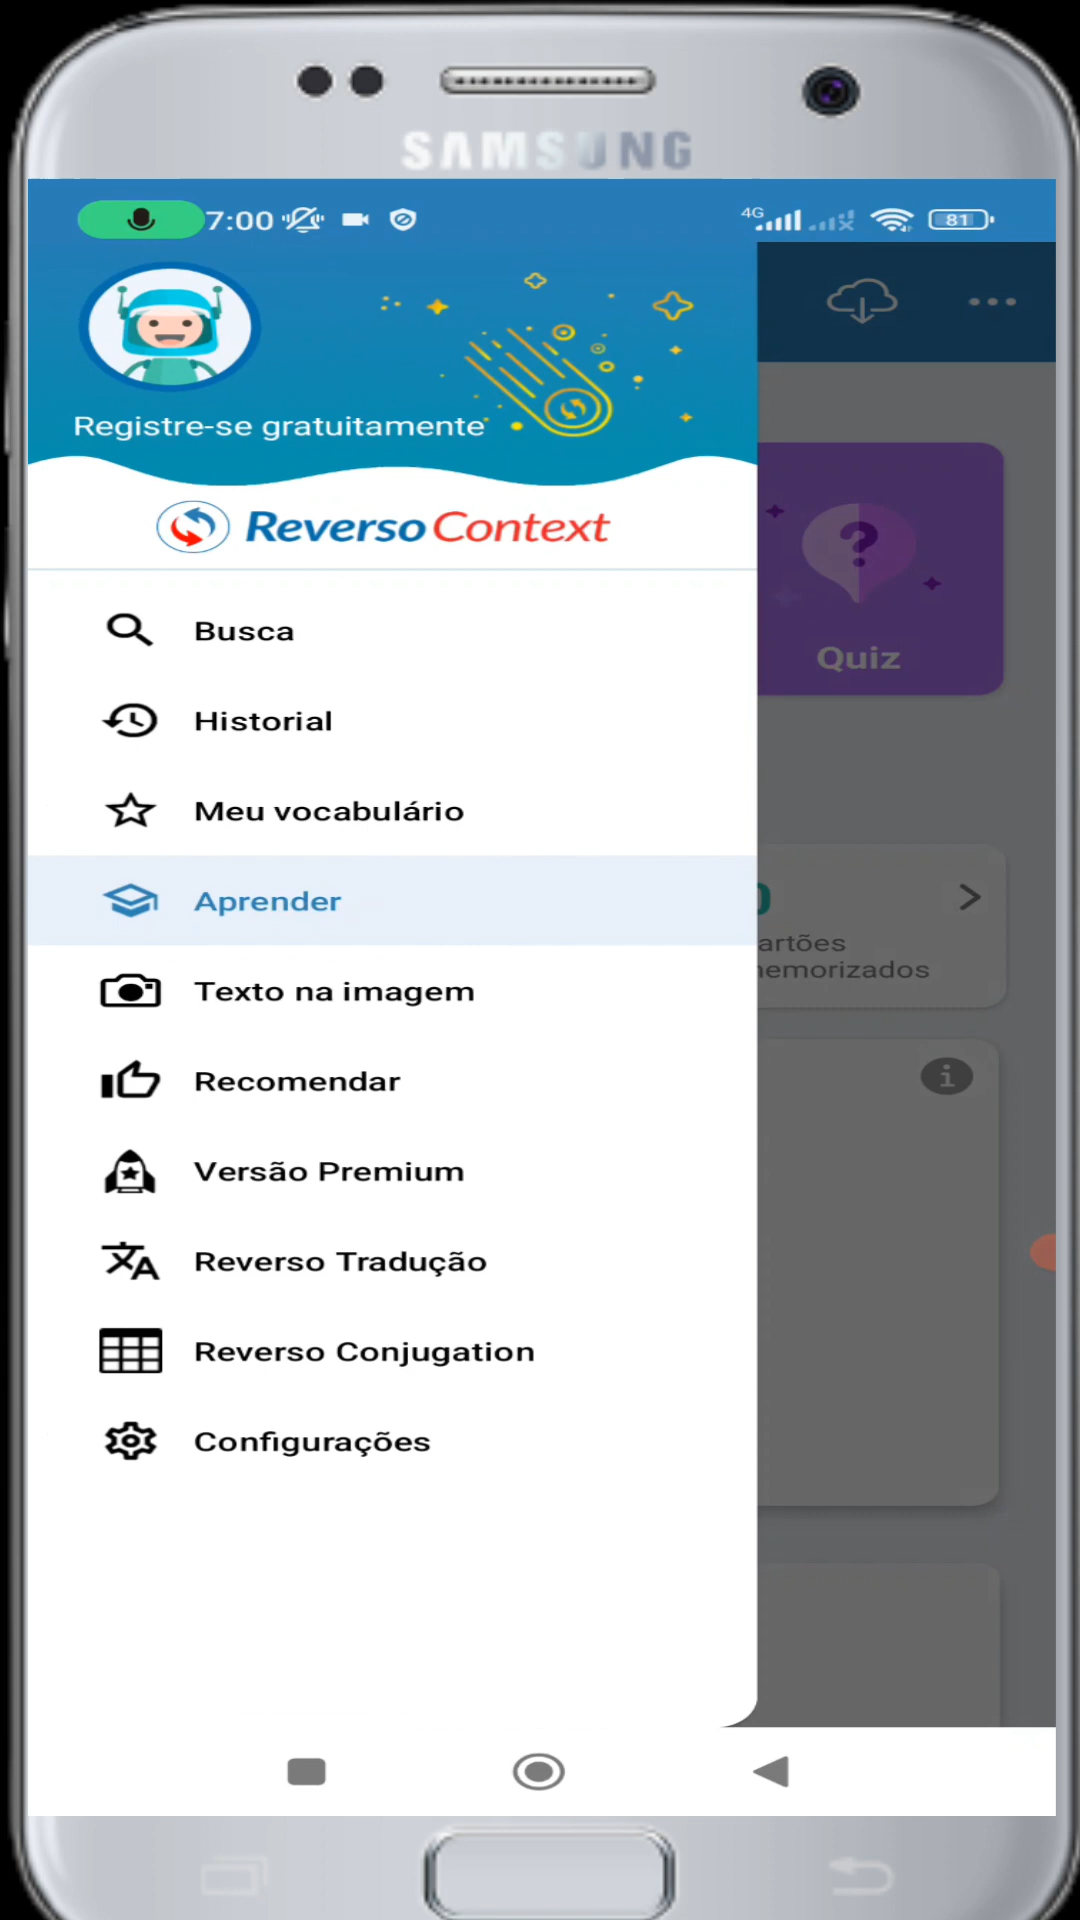 SAMSUNG
7:00
4G
81
Registre-se gratuitamente
Reverso Context
Busca
Quiz
Historial
Meu vocabulário
Aprender
artões
emorizados
Texto na imagem
Recomendar
Versão Premium
Reverso Tradução
Reverso Conjugation
Configurações